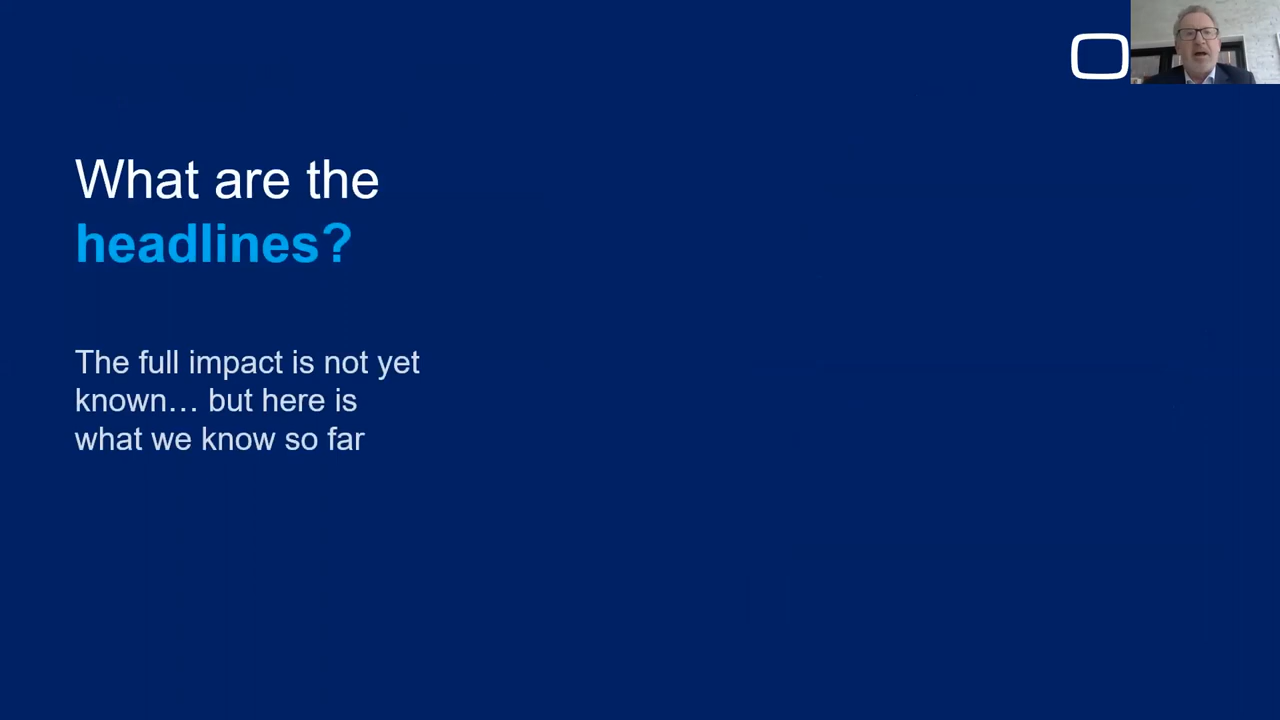 What are the
headlines?
The full impact is not yet
known… but here is
what we know so far